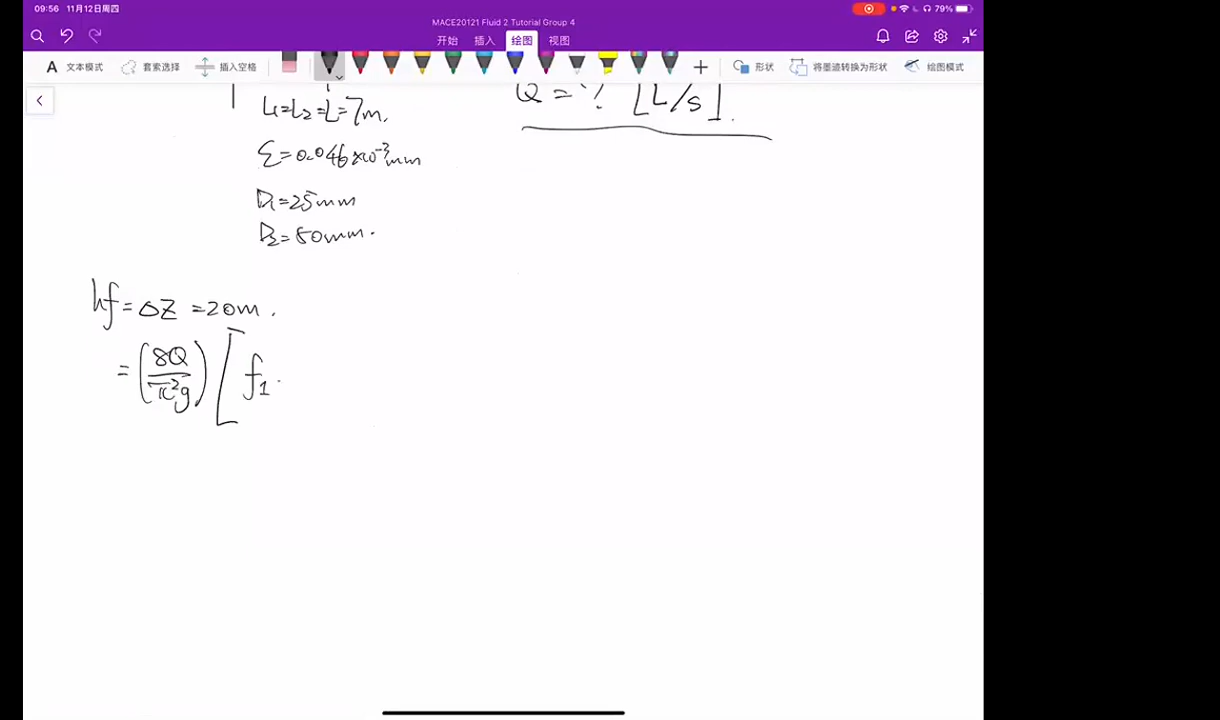 09:56 11月12日周四
79%
MACE20121 Fluid 2 Tutorial Group 4
开始 插入 绘图 视图
A 文本模式 套索选择 插入空格 形状 将墨迹转换为形状 绘图模式
Q = ? [L/s].
L₁=L₂=L=7m.
ε=0.046×10⁻³mm
D₁=25mm
D₂=50mm.
hf = ΔZ = 20m.
= (8Q/π²g) [ f₁